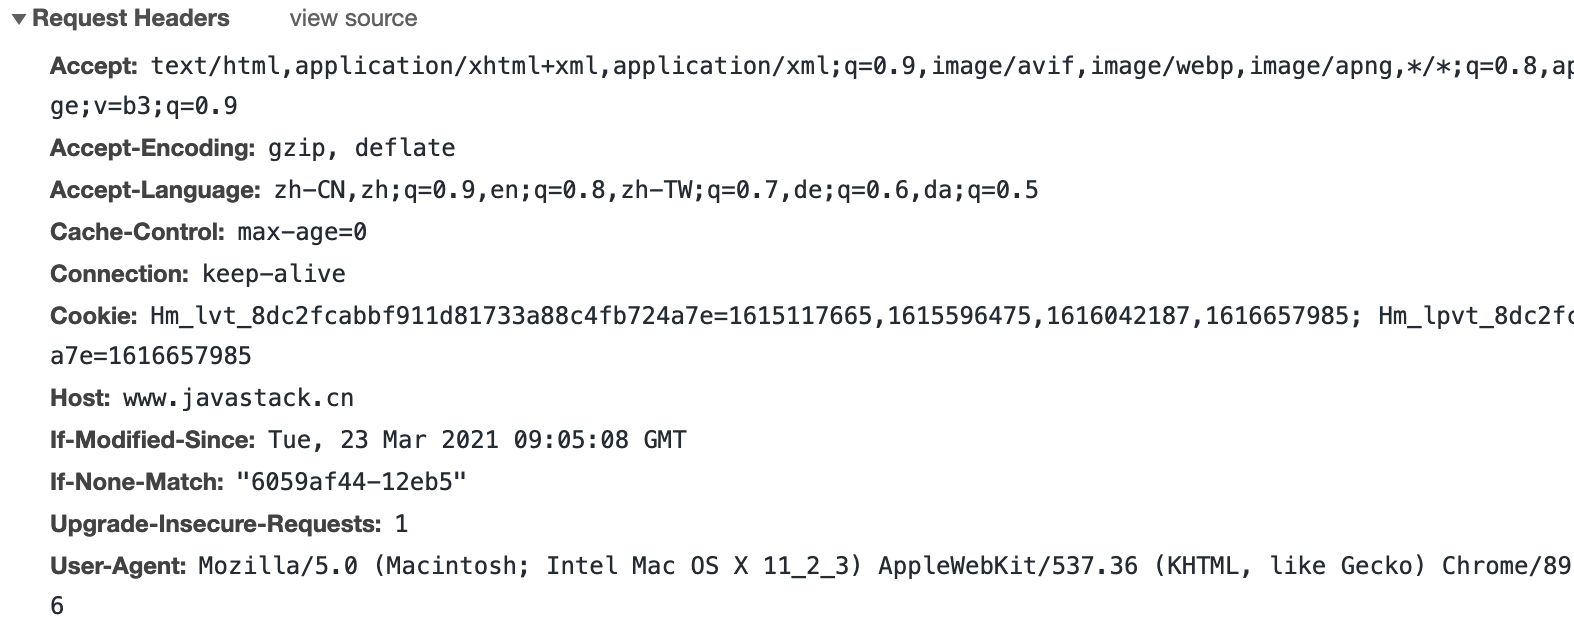 ▼ Request Headers view source
Accept: text/html,application/xhtml+xml,application/xml;q=0.9,image/avif,image/webp,image/apng,*/*;q=0.8,ap
ge;v=b3;q=0.9
Accept-Encoding: gzip, deflate
Accept-Language: zh-CN,zh;q=0.9,en;q=0.8,zh-TW;q=0.7,de;q=0.6,da;q=0.5
Cache-Control: max-age=0
Connection: keep-alive
Cookie: Hm_lvt_8dc2fcabbf911d81733a88c4fb724a7e=1615117665,1615596475,1616042187,1616657985; Hm_lpvt_8dc2fc
a7e=1616657985
Host: www.javastack.cn
If-Modified-Since: Tue, 23 Mar 2021 09:05:08 GMT
If-None-Match: "6059af44-12eb5"
Upgrade-Insecure-Requests: 1
User-Agent: Mozilla/5.0 (Macintosh; Intel Mac OS X 11_2_3) AppleWebKit/537.36 (KHTML, like Gecko) Chrome/89
6